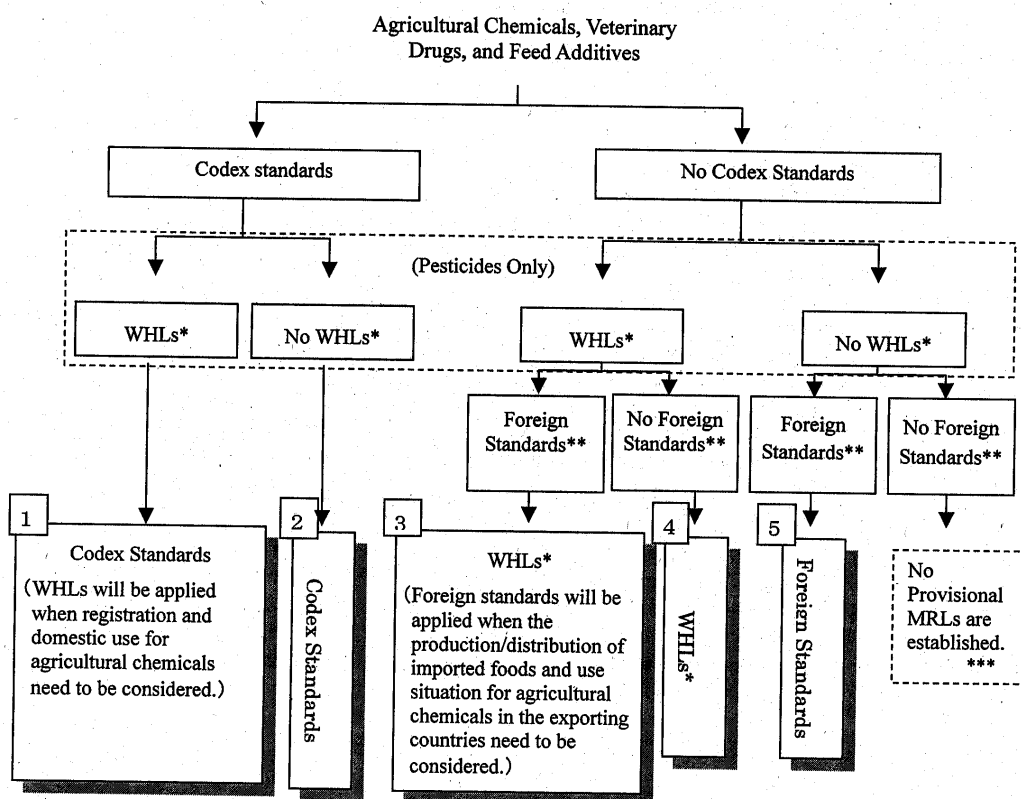 Agricultural Chemicals, Veterinary
Drugs, and Feed Additives
Codex standards
No Codex Standards
(Pesticides Only)
WHLs*
No WHLs*
WHLs*
No WHLs*
Foreign
Standards**
No Foreign
Standards**
Foreign
Standards**
No Foreign
Standards**
1
Codex Standards
(WHLs will be applied
when registration and
domestic use for
agricultural chemicals
need to be considered.)
2
Codex Standards
3
WHLs*
(Foreign standards will be
applied when the
production/distribution of
imported foods and use
situation for agricultural
chemicals in the exporting
countries need to be
considered.)
4
WHLs*
5
Foreign Standards
No
Provisional
MRLs are
established.
***